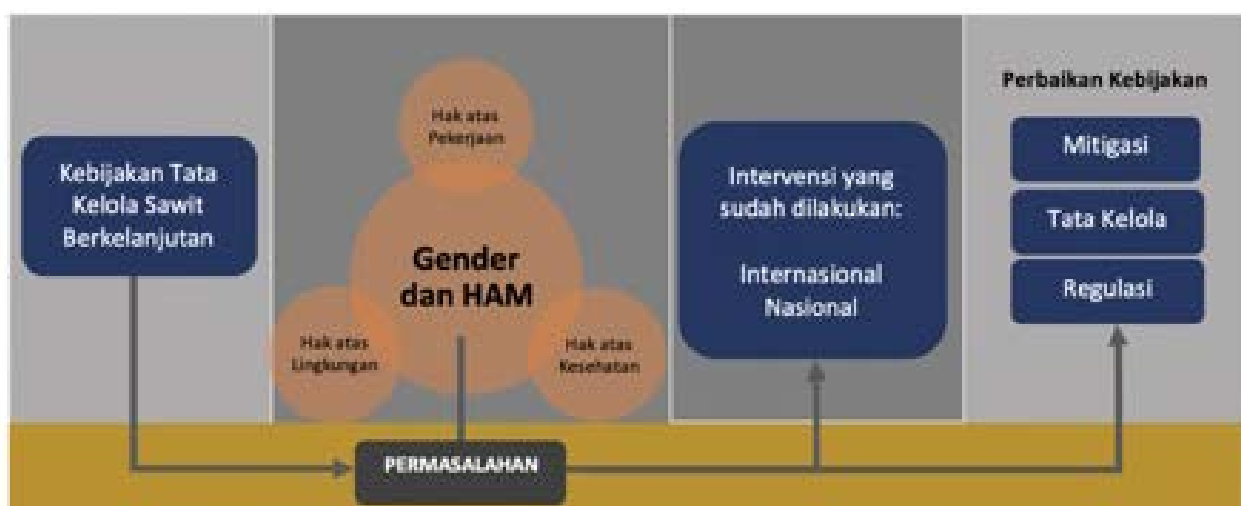 Kebijakan Tata
Kelola Sawit
Berkelanjutan
Hak atas
Pekerjaan
Gender
dan HAM
Hak atas
Lingkungan
Hak atas
Kesehatan
PERMASALAHAN
Intervensi yang
sudah dilakukan:
Internasional
Nasional
Perbaikan Kebijakan
Mitigasi
Tata Kelola
Regulasi